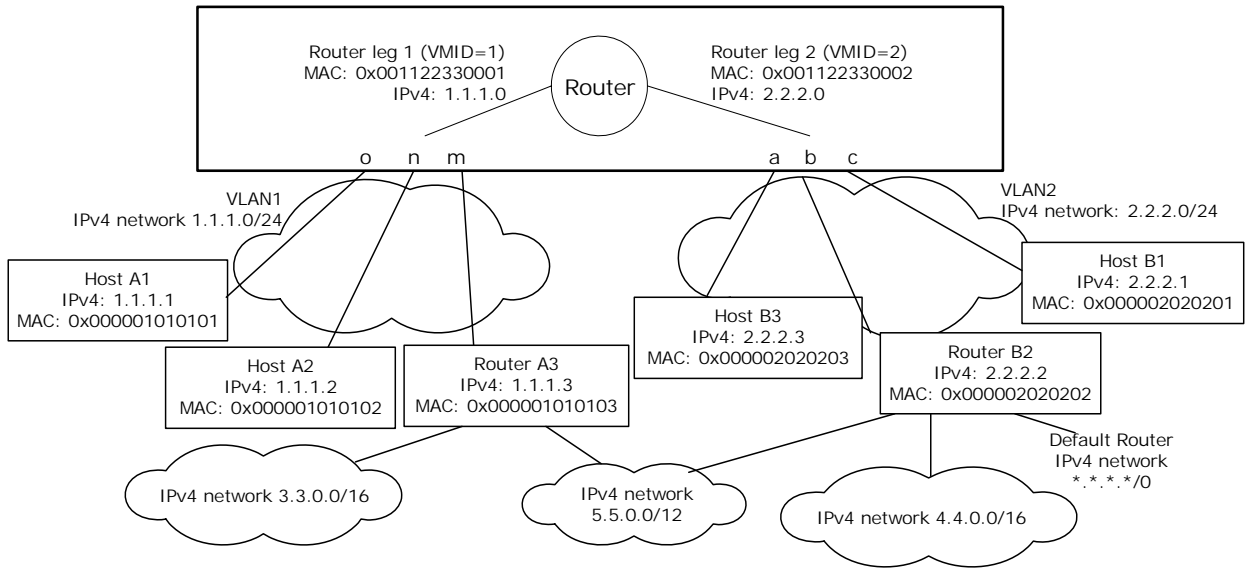 Router leg 1 (VMID=1)
MAC: 0x001122330001
IPv4: 1.1.1.0
Router
Router leg 2 (VMID=2)
MAC: 0x001122330002
IPv4: 2.2.2.0
o n m
a b c
VLAN1
IPv4 network 1.1.1.0/24
VLAN2
IPv4 network: 2.2.2.0/24
Host A1
IPv4: 1.1.1.1
MAC: 0x000001010101
Host B1
IPv4: 2.2.2.1
MAC: 0x000002020201
Host B3
IPv4: 2.2.2.3
MAC: 0x000002020203
Host A2
IPv4: 1.1.1.2
MAC: 0x000001010102
Router A3
IPv4: 1.1.1.3
MAC: 0x000001010103
Router B2
IPv4: 2.2.2.2
MAC: 0x000002020202
Default Router
IPv4 network
*.*.*.*/0
IPv4 network 3.3.0.0/16
IPv4 network
5.5.0.0/12
IPv4 network 4.4.0.0/16